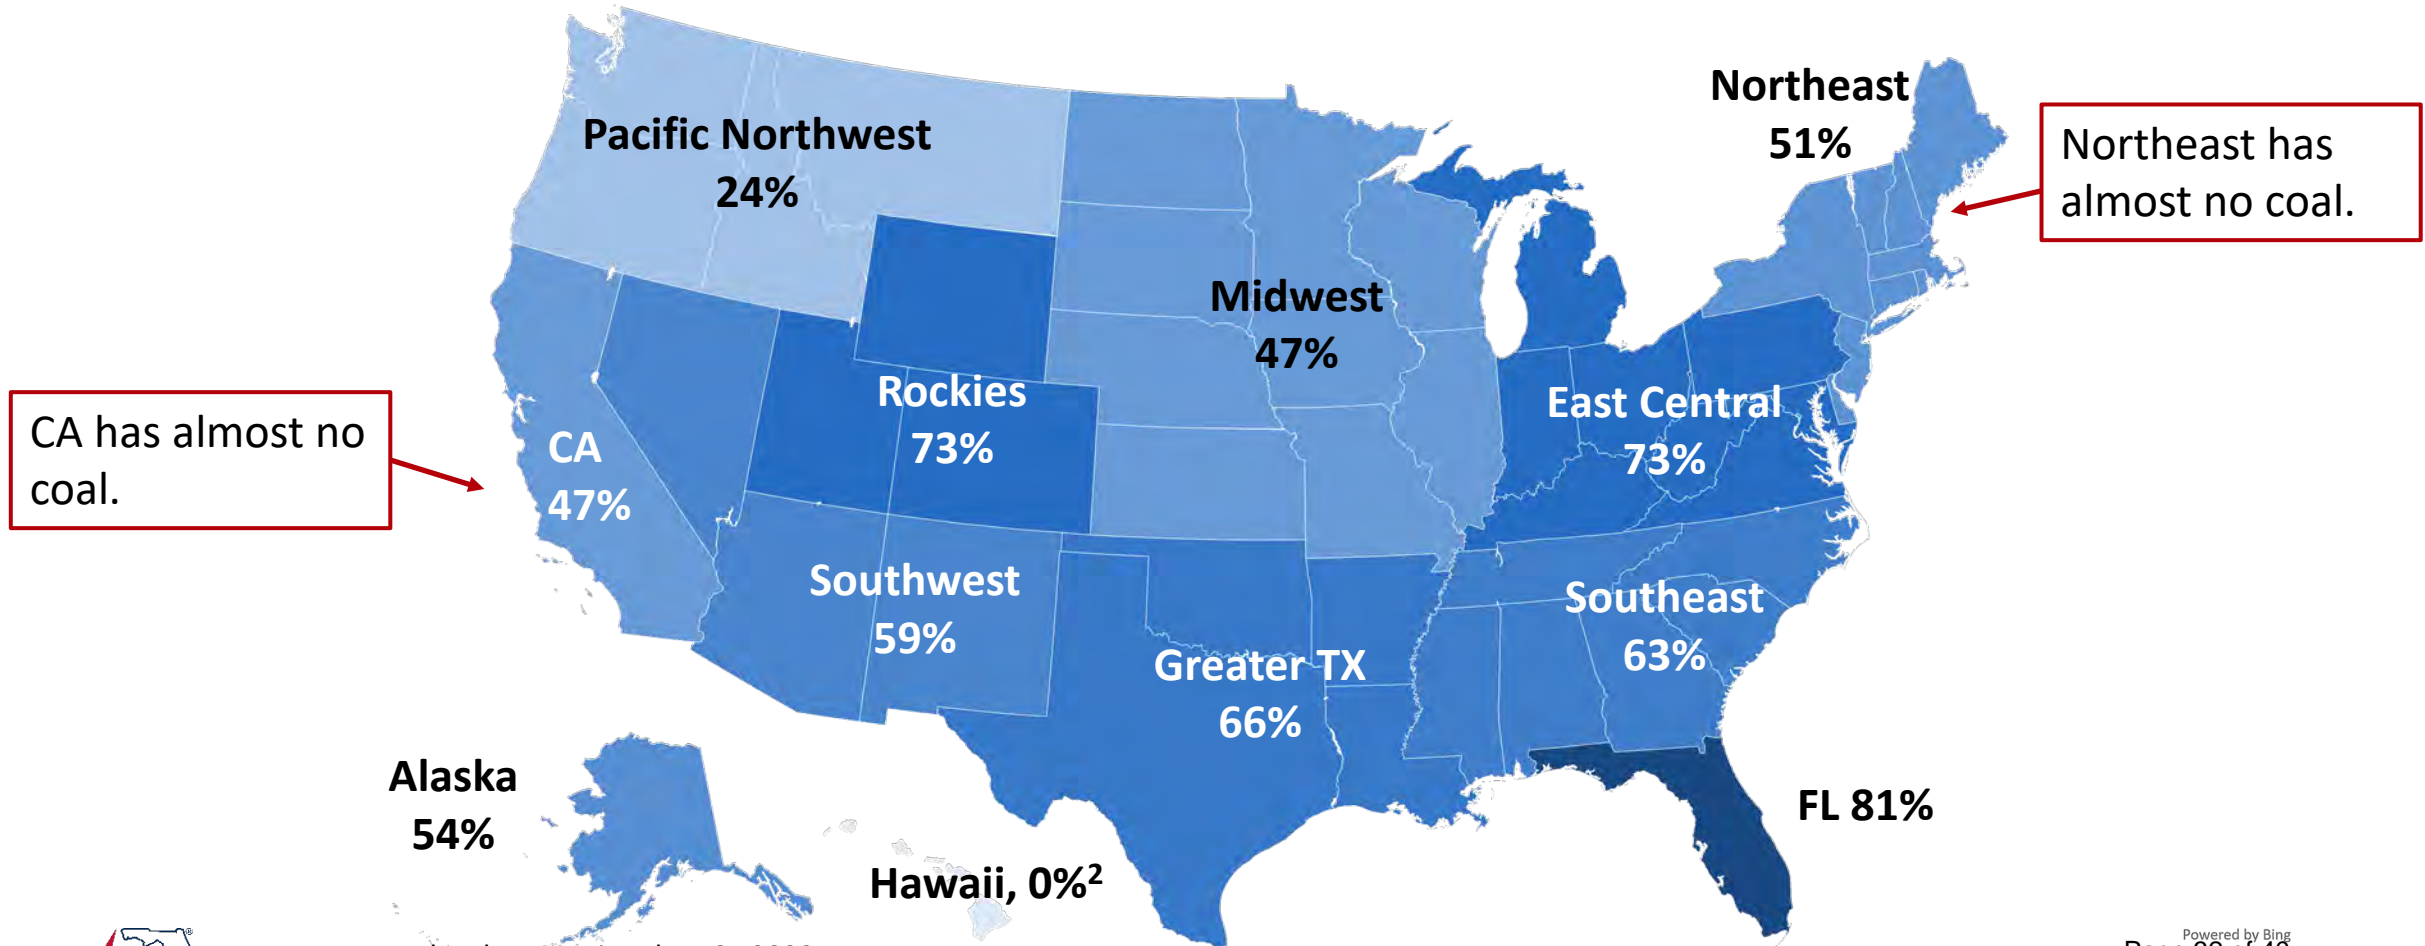 Northeast
51%
Northeast has
almost no coal.
Pacific Northwest
24%
Midwest
47%
Rockies
73%
East Central
73%
CA has almost no
coal.
CA
47%
Southwest
59%
Southeast
63%
Greater TX
66%
Alaska
54%
FL 81%
Hawaii, 0%²
Powered by Bing